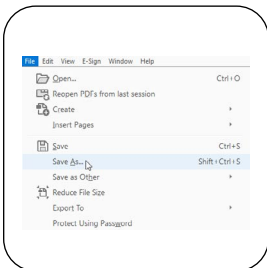 File Edit View E-Sign Window Help
Open... Ctrl+O
Reopen PDFs from last session
Create
Insert Pages
Save Ctrl+S
Save As... Shift+Ctrl+S
Save as Other
Reduce File Size
Export To
Protect Using Password